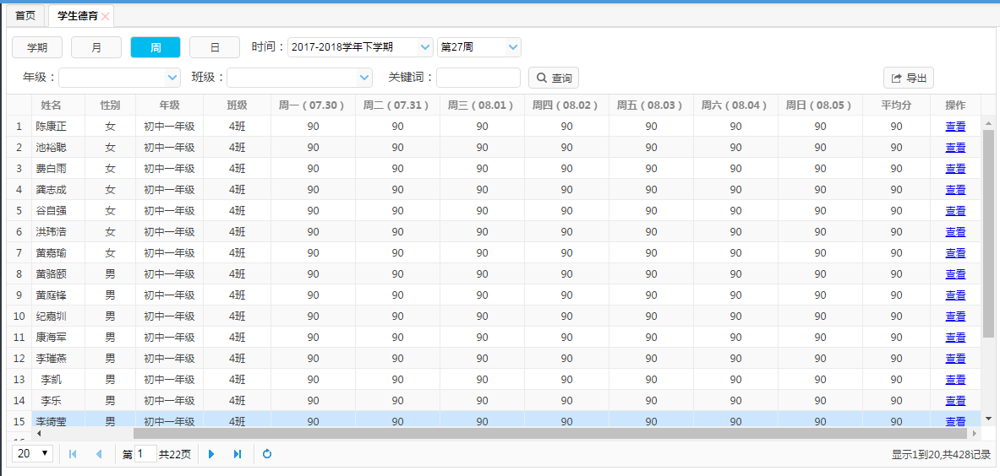 首页 学生德育
学期 月 周 日 时间： 2017-2018学年下学期 第27周
年级： 班级： 关键词： 查询 导出
姓名 性别 年级 班级 周一（07.30） 周二（07.31） 周三（08.01） 周四（08.02） 周五（08.03） 周六（08.04） 周日（08.05） 平均分 操作
1 陈康正 女 初中一年级 4班 90 90 90 90 90 90 90 90 查看
2 池裕聪 女 初中一年级 4班 90 90 90 90 90 90 90 90 查看
3 费白雨 女 初中一年级 4班 90 90 90 90 90 90 90 90 查看
4 龚志成 女 初中一年级 4班 90 90 90 90 90 90 90 90 查看
5 谷自强 女 初中一年级 4班 90 90 90 90 90 90 90 90 查看
6 洪玮浩 女 初中一年级 4班 90 90 90 90 90 90 90 90 查看
7 黄嘉瑜 女 初中一年级 4班 90 90 90 90 90 90 90 90 查看
8 黄骆颐 男 初中一年级 4班 90 90 90 90 90 90 90 90 查看
9 黄庭锋 男 初中一年级 4班 90 90 90 90 90 90 90 90 查看
10 纪嘉圳 男 初中一年级 4班 90 90 90 90 90 90 90 90 查看
11 康海军 男 初中一年级 4班 90 90 90 90 90 90 90 90 查看
12 李璀燕 男 初中一年级 4班 90 90 90 90 90 90 90 90 查看
13 李凯 男 初中一年级 4班 90 90 90 90 90 90 90 90 查看
14 李乐 男 初中一年级 4班 90 90 90 90 90 90 90 90 查看
15 李绮莹 男 初中一年级 4班 90 90 90 90 90 90 90 90 查看
20 第 1 共22页 显示1到20,共428记录